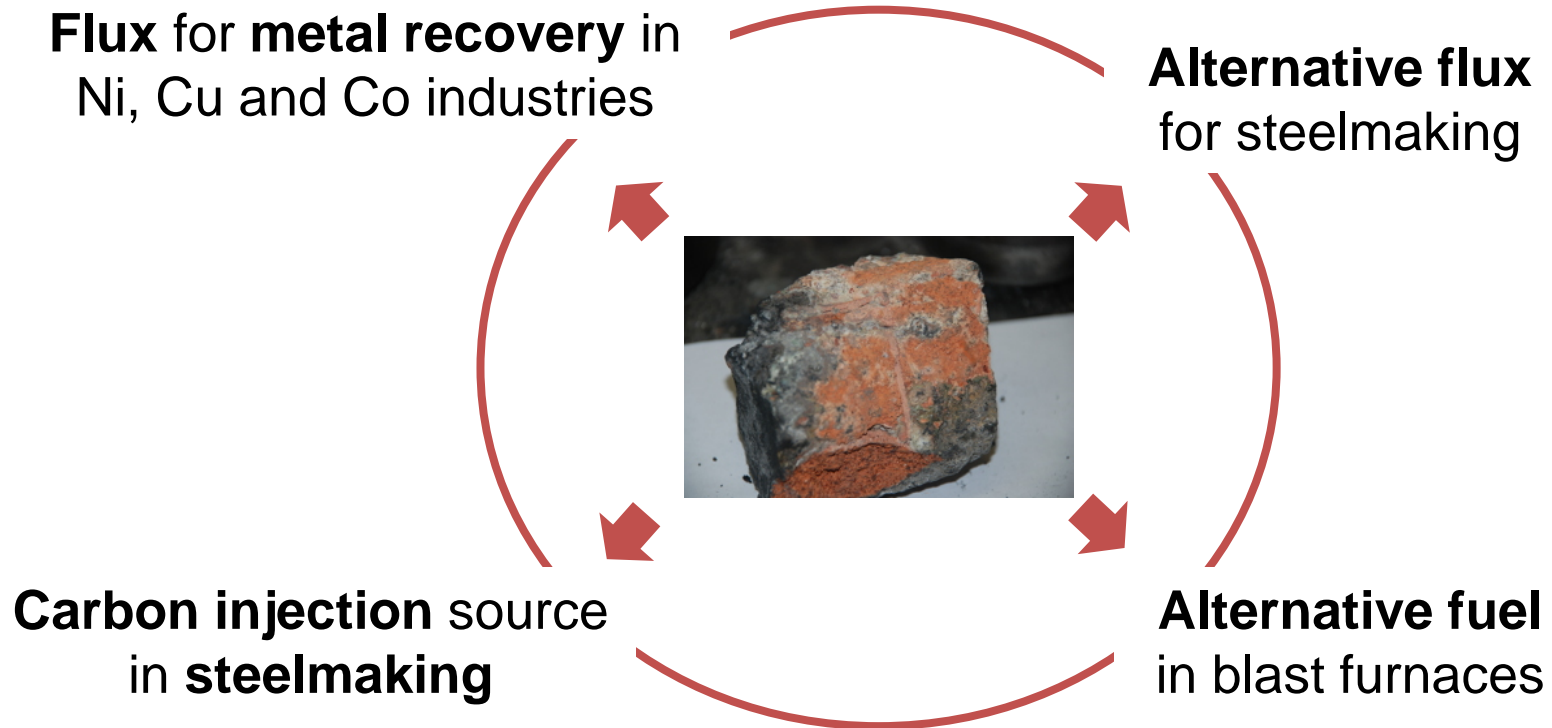 Flux for metal recovery in
Ni, Cu and Co industries
Alternative flux
for steelmaking
Carbon injection source
in steelmaking
Alternative fuel
in blast furnaces